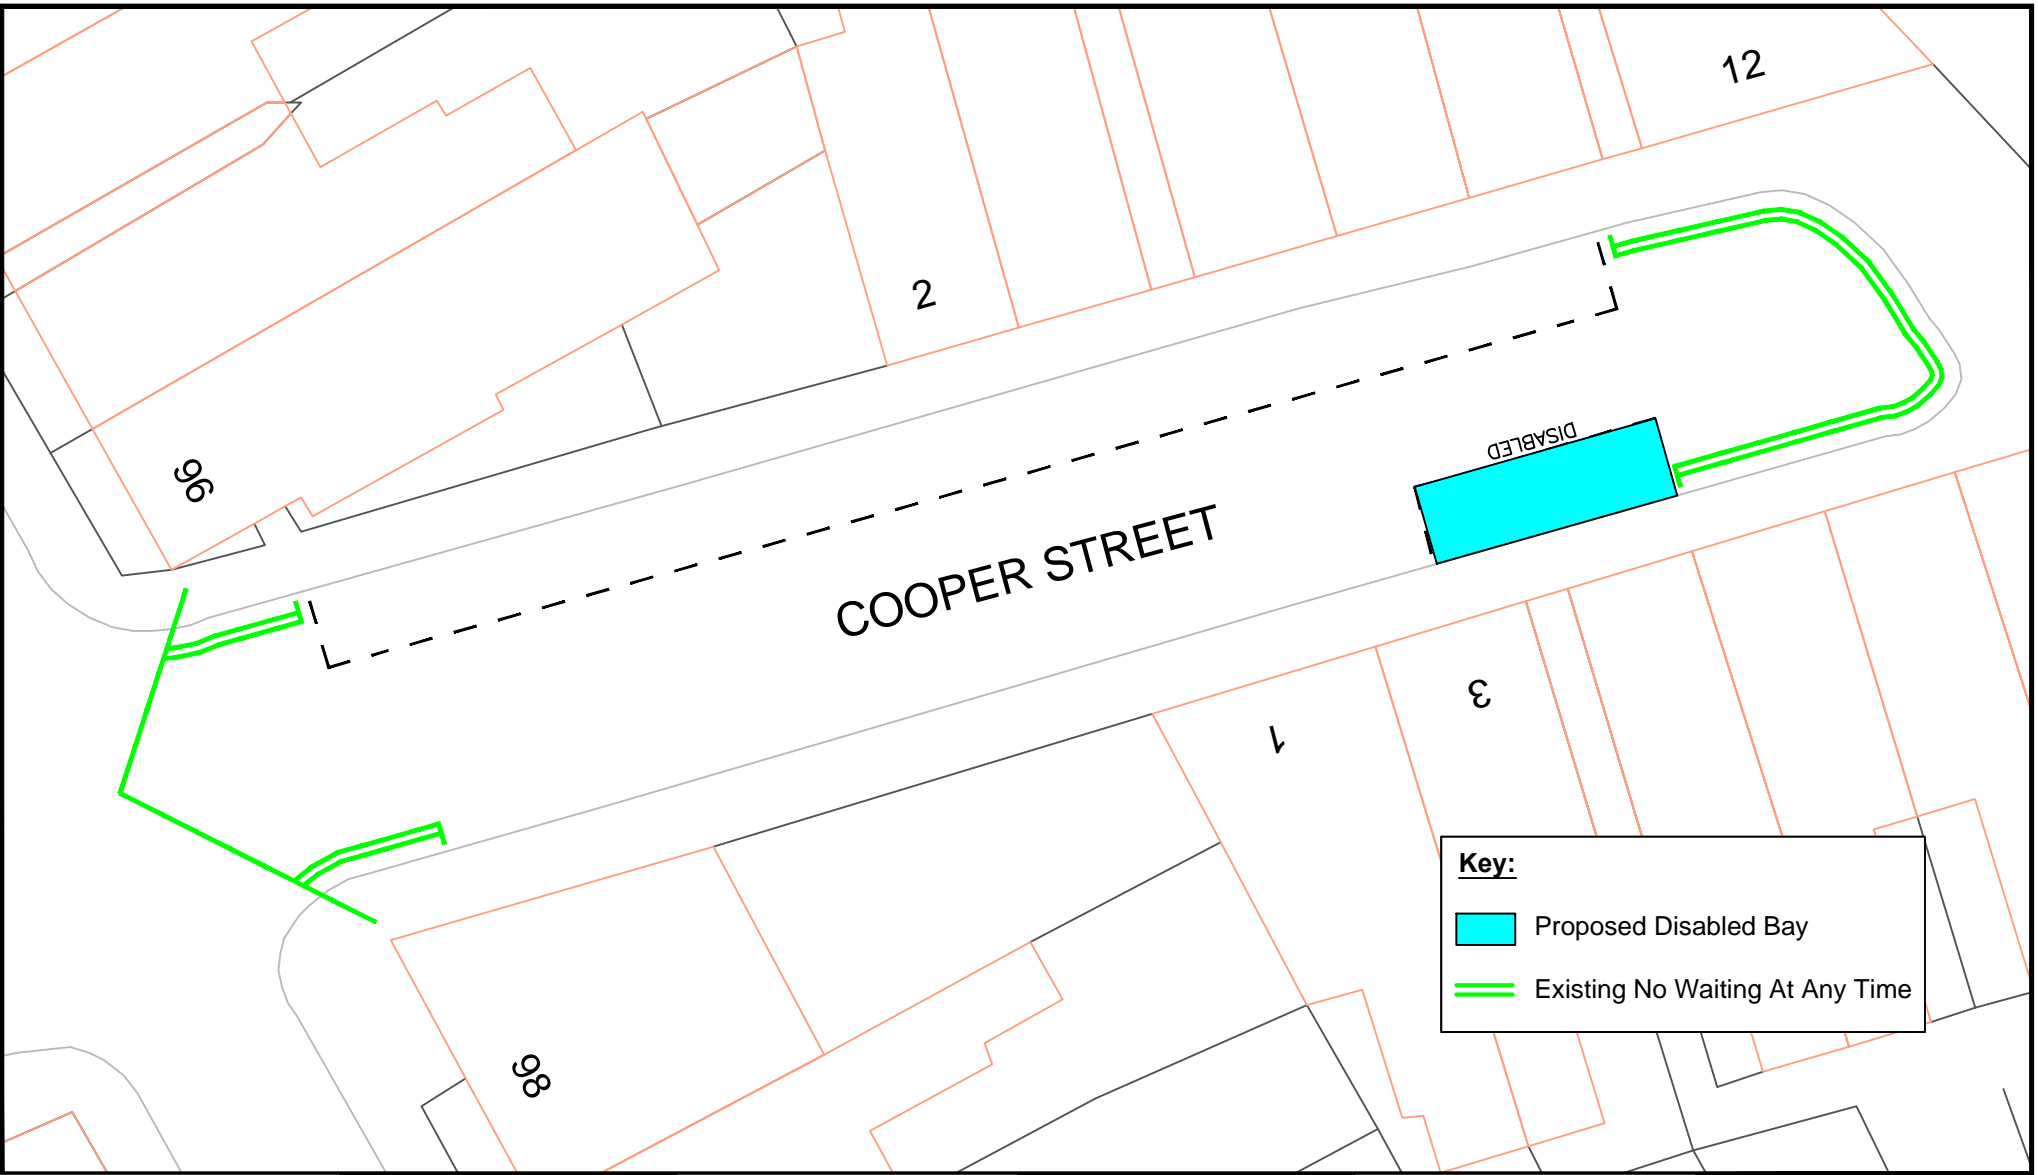 12
2
DISABLED
96
COOPER STREET
3
1
Key:
Proposed Disabled Bay
Existing No Waiting At Any Time
98